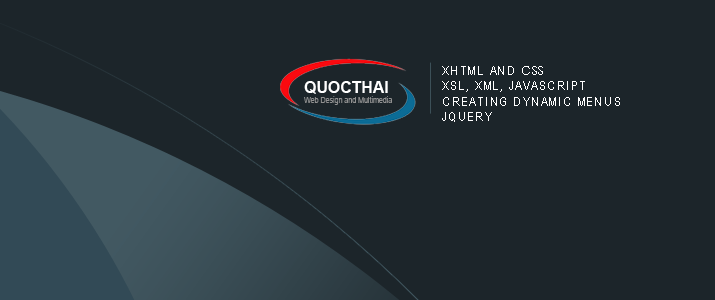 QUOCTHAI
Web Design and Multimedia
XHTML AND CSS
XSL, XML, JAVASCRIPT
CREATING DYNAMIC MENUS
JQUERY